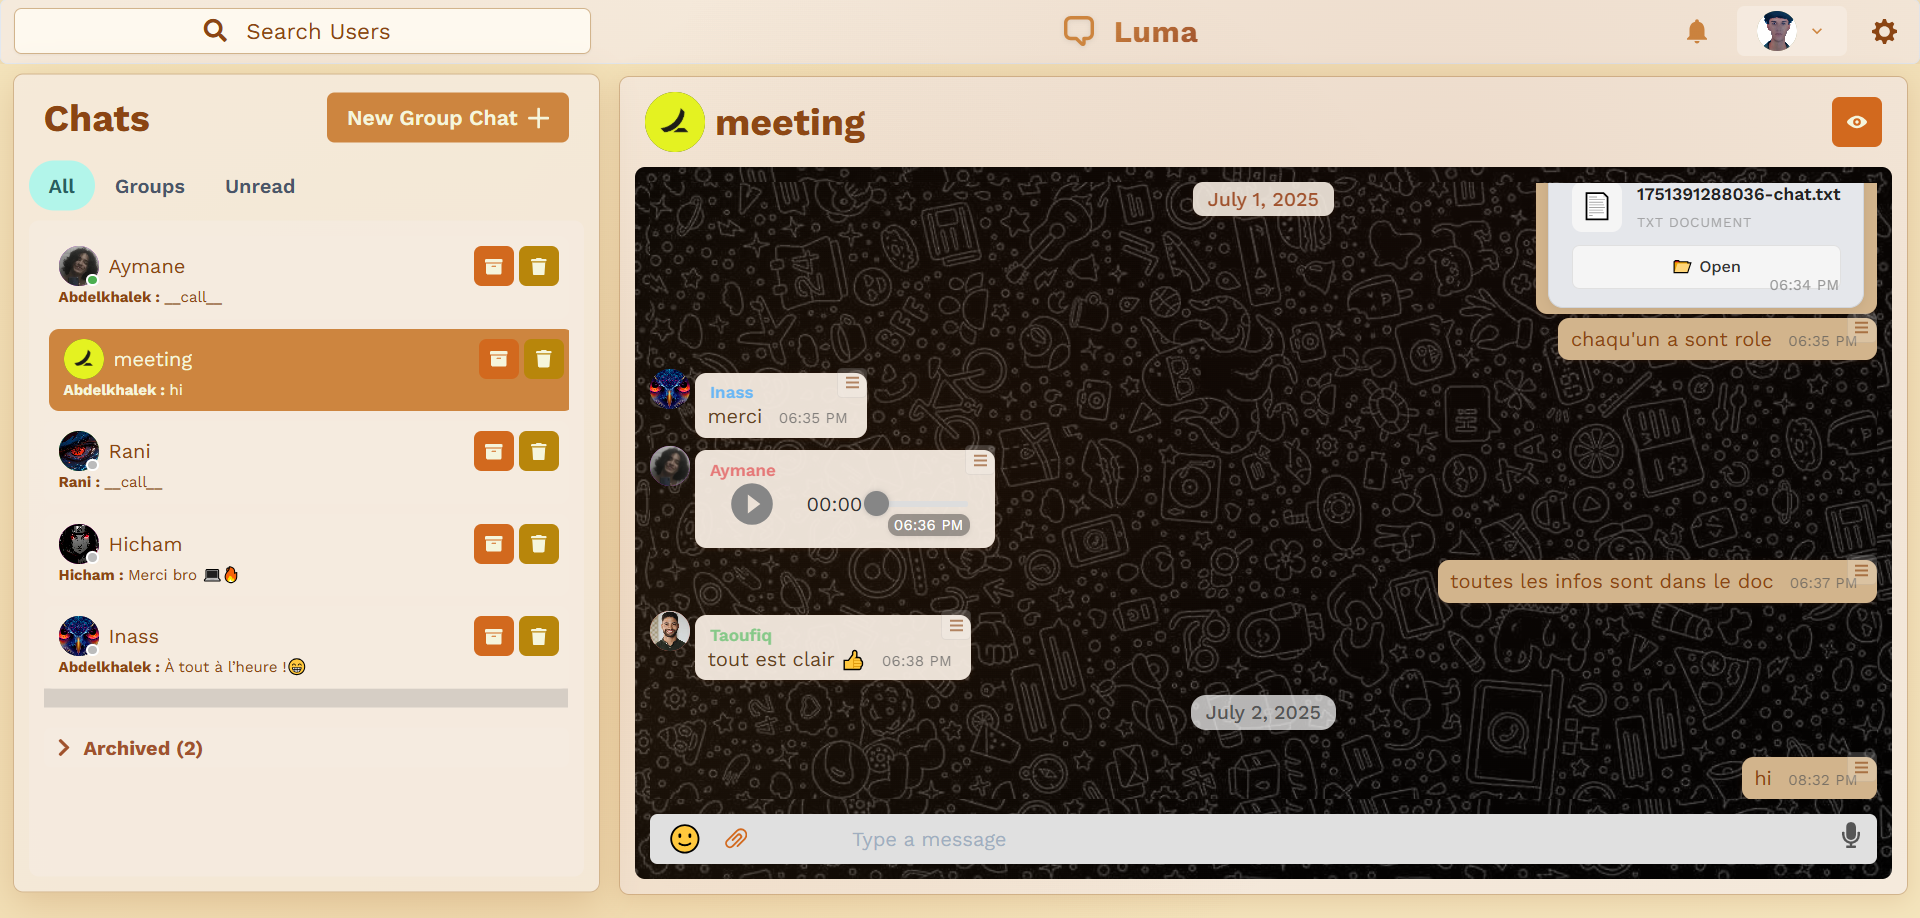 Search Users
Luma
Chats
New Group Chat
All
Groups
Unread
Aymane
Abdelkhalek : __call__
meeting
Abdelkhalek : hi
Rani
Rani : __call__
Hicham
Hicham : Merci bro 💻🔥
Inass
Abdelkhalek : À tout à l’heure !😁
Archived (2)
meeting
July 1, 2025
1751391288036-chat.txt
TXT DOCUMENT
Open
06:34 PM
chaqu'un a sont role 06:35 PM
Inass
merci 06:35 PM
Aymane
00:00
06:36 PM
toutes les infos sont dans le doc 06:37 PM
Taoufiq
tout est clair 👍 06:38 PM
July 2, 2025
hi 08:32 PM
Type a message